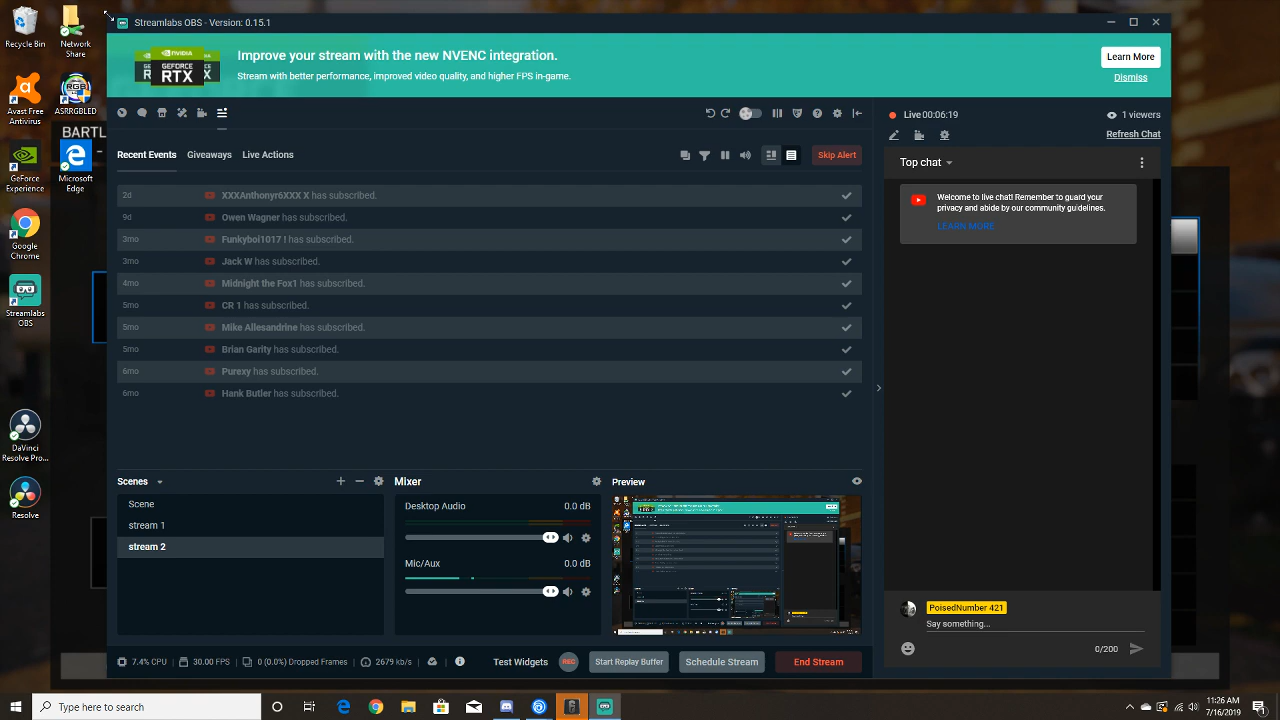 Streamlabs OBS - Version: 0.15.1
NVIDIA
GEFORCE
RTX
Improve your stream with the new NVENC integration.
Stream with better performance, improved video quality, and higher FPS in-game.
Learn More
Dismiss
Live 00:06:19
1 viewers
Refresh Chat
Recent Events
Giveaways
Live Actions
Skip Alert
2d XXXAnthonyr6XXX X has subscribed.
9d Owen Wagner has subscribed.
3mo Funkyboi1017 ! has subscribed.
3mo Jack W has subscribed.
4mo Midnight the Fox1 has subscribed.
5mo CR 1 has subscribed.
5mo Mike Allesandrine has subscribed.
5mo Brian Garity has subscribed.
6mo Purexy has subscribed.
6mo Hank Butler has subscribed.
Top chat
Welcome to live chat! Remember to guard your
privacy and abide by our community guidelines.
LEARN MORE
PoisedNumber 421
Say something...
0/200
Scenes
Scene
stream 1
stream 2
Mixer
Desktop Audio 0.0 dB
Mic/Aux 0.0 dB
Preview
7.4% CPU
30.00 FPS
0 (0.0%) Dropped Frames
2679 kb/s
Test Widgets
REC
Start Replay Buffer
Schedule Stream
End Stream
Recycle Bin
Network
Share
Avast Free
Antivirus
RGB
ASRRGBLED
BARTL
GeForce
Experience
Microsoft
Edge
Google
Chrome
Streamlabs
OBS
DaVinci
Resolve Pro...
Resolve
Type here to search
11:26 AM
7/16/2019
1